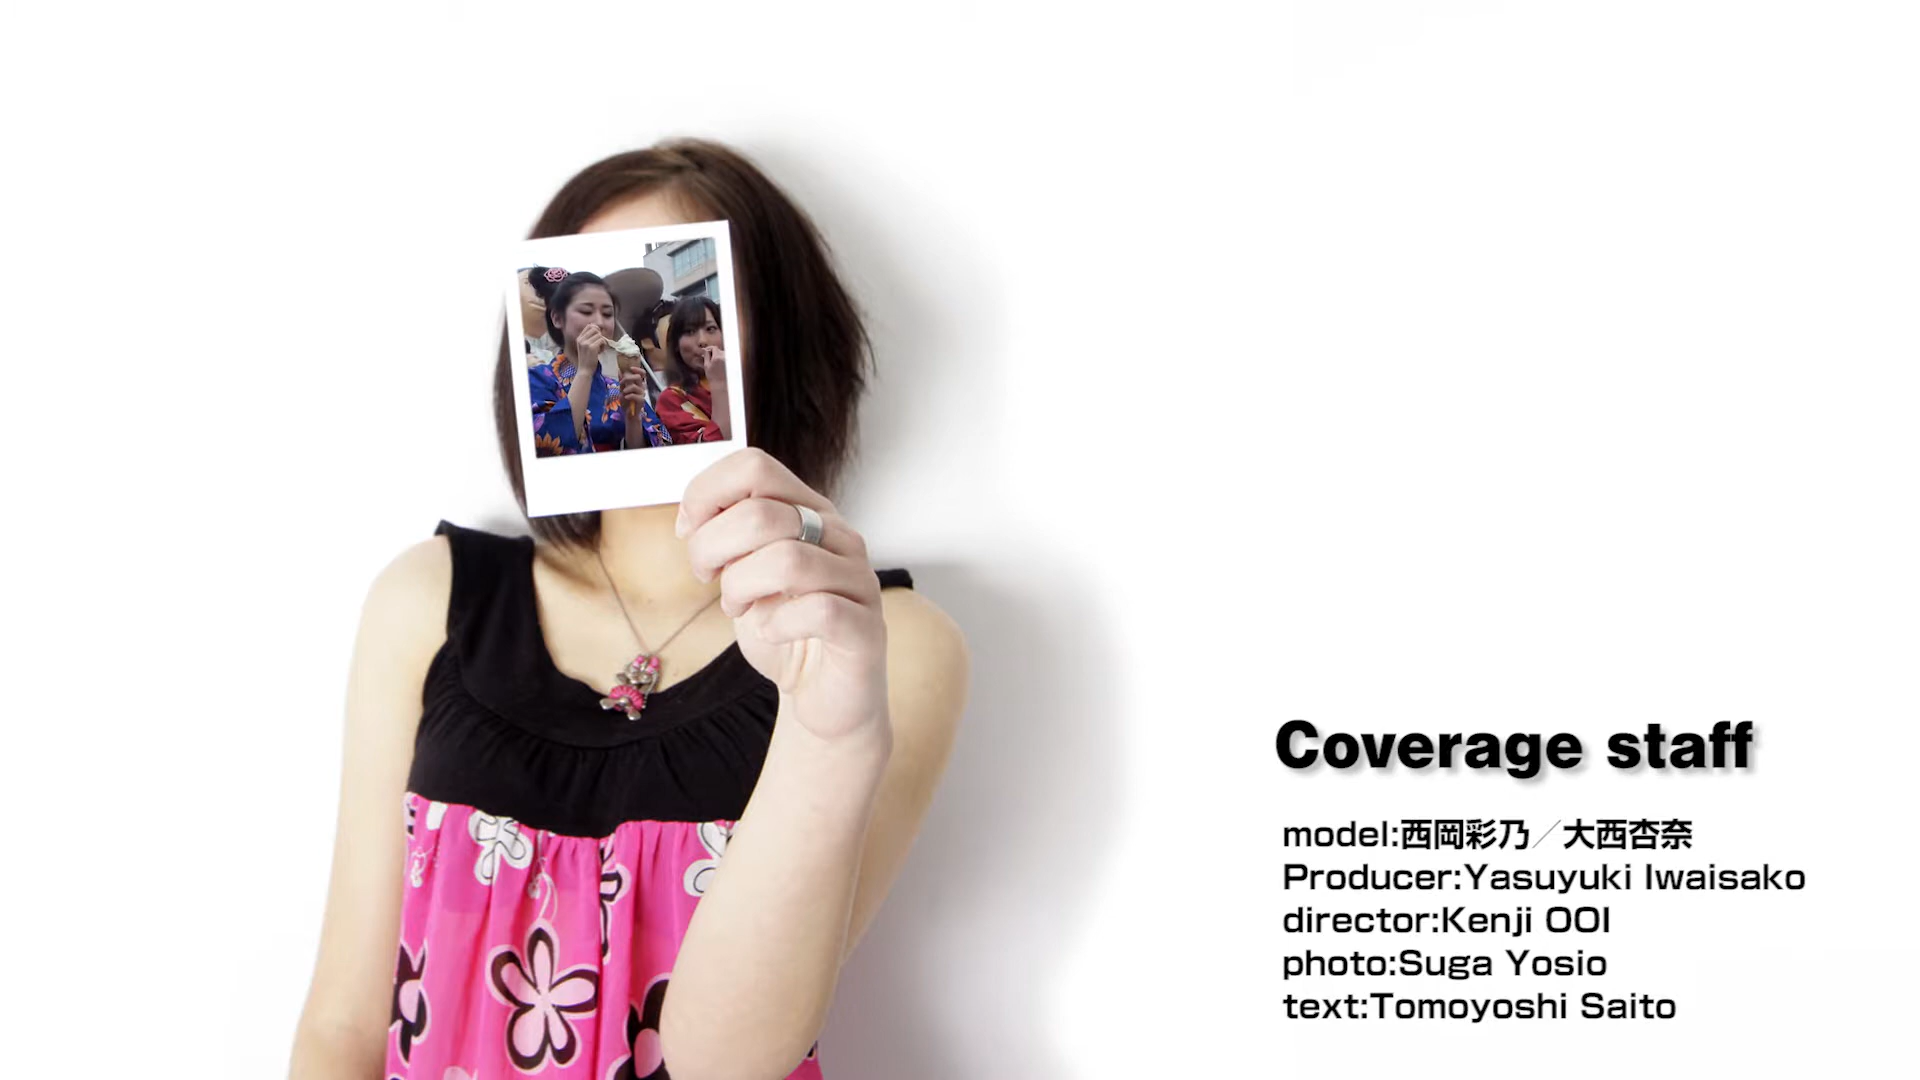 Coverage staff
model:西岡彩乃／大西杏奈
Producer:Yasuyuki Iwaisako
director:Kenji OOI
photo:Suga Yosio
text:Tomoyoshi Saito